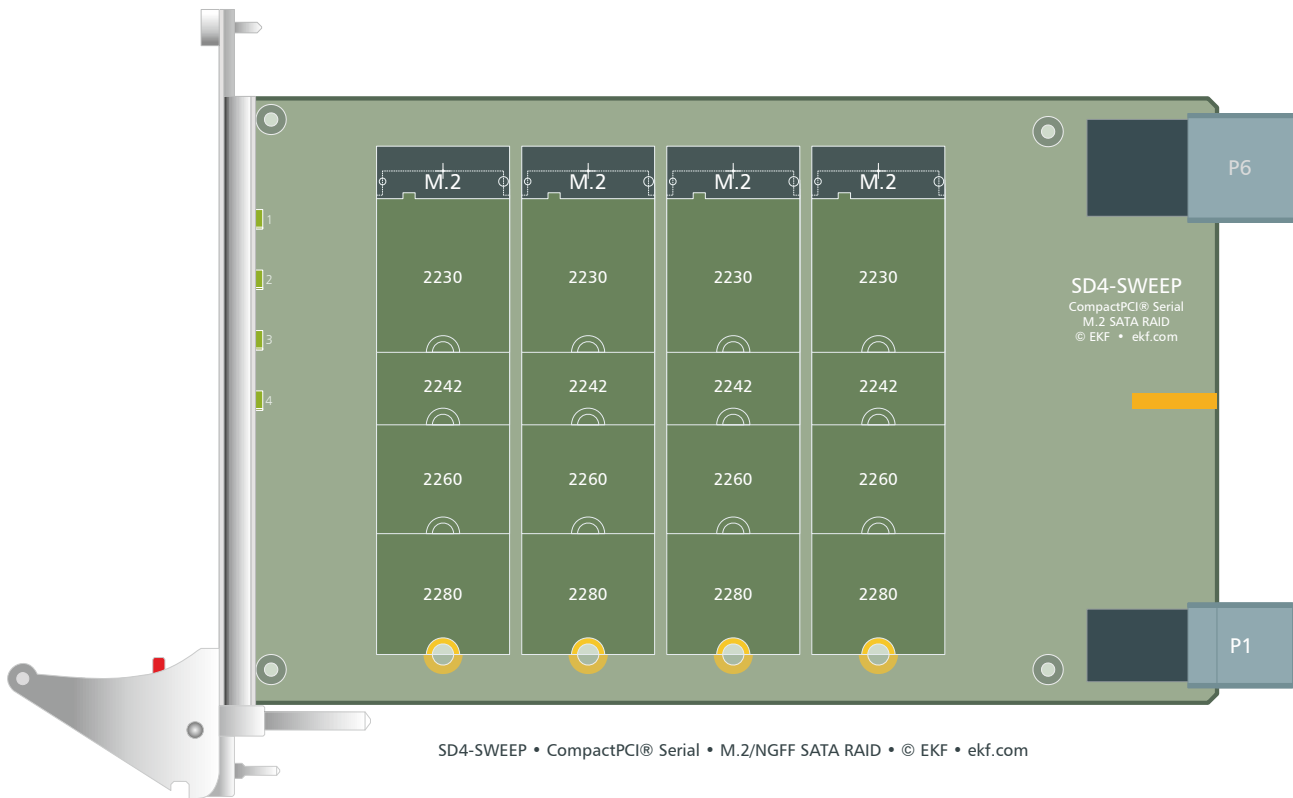 M.2 M.2 M.2 M.2
P6
1
2230 2230 2230 2230
2
SD4-SWEEP
CompactPCI® Serial
M.2 SATA RAID
© EKF • ekf.com
3
2242 2242 2242 2242
4
2260 2260 2260 2260
2280 2280 2280 2280
P1
SD4-SWEEP • CompactPCI® Serial • M.2/NGFF SATA RAID • © EKF • ekf.com